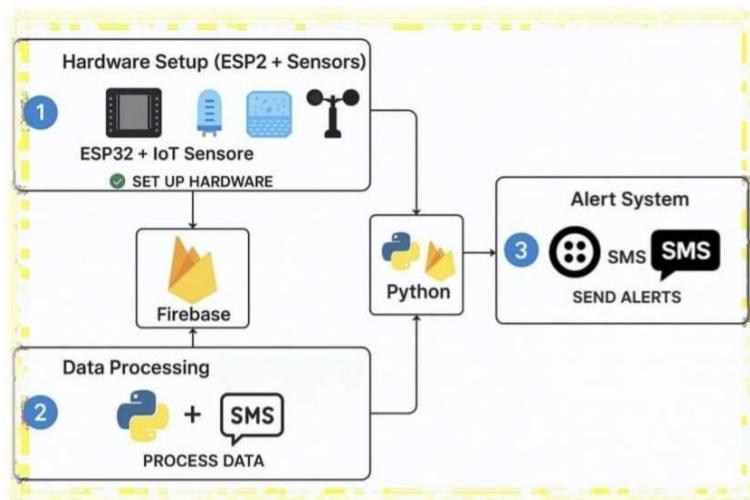 Hardware Setup (ESP2 + Sensors)
1
ESP32 + IoT Sensore
SET UP HARDWARE
Firebase
Python
Alert System
3
SMS
SMS
SEND ALERTS
Data Processing
2
+
SMS
PROCESS DATA